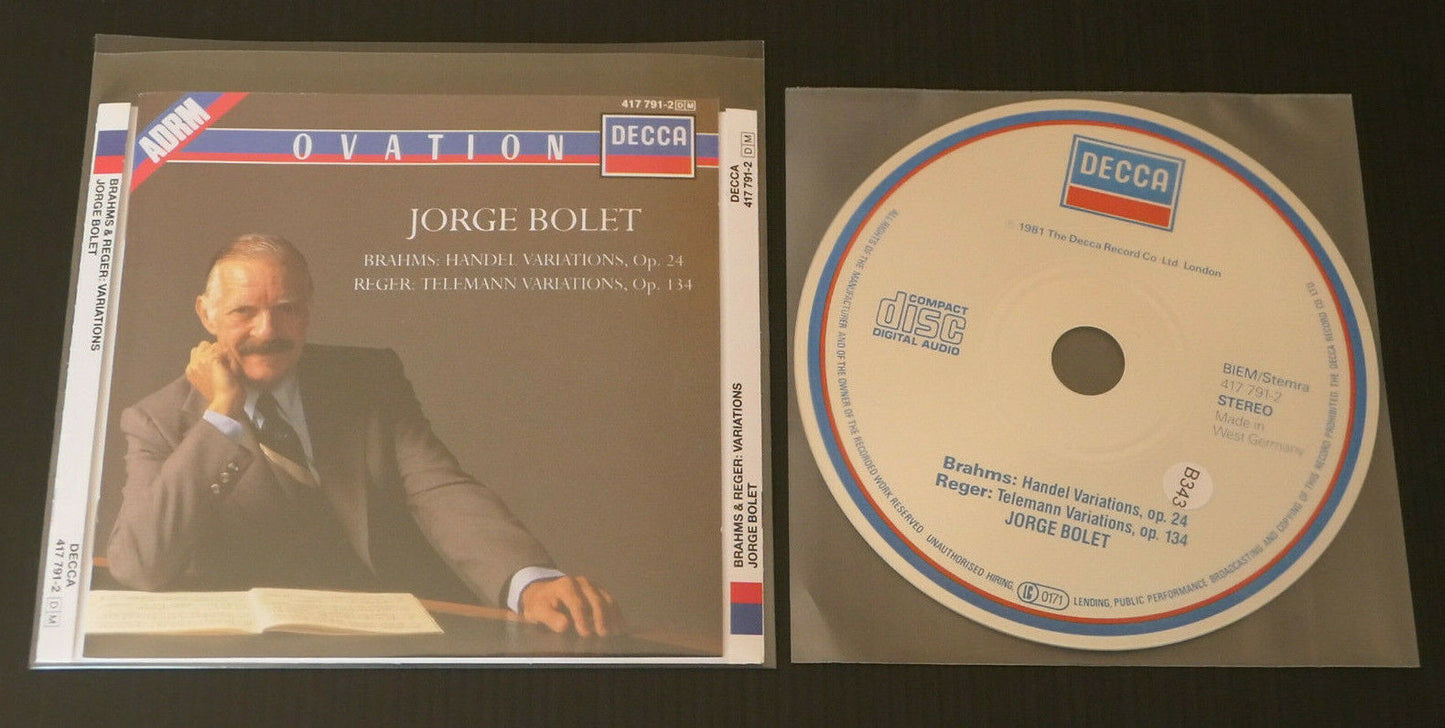 417 791-2 DM
ADRM
OVATION
DECCA
JORGE BOLET
BRAHMS: HANDEL VARIATIONS, Op. 24
REGER: TELEMANN VARIATIONS, Op. 134
BRAHMS & REGER: VARIATIONS
JORGE BOLET
DECCA
417 791-2 DM
DECCA
417 791-2 DM
BRAHMS & REGER: VARIATIONS
JORGE BOLET
DECCA
℗ 1981 The Decca Record Co. Ltd. London
COMPACT
disc
DIGITAL AUDIO
BIEM/Stemra
417 791-2
STEREO
Made in
West Germany
B343
Brahms: Handel Variations, op. 24
Reger: Telemann Variations, op. 134
JORGE BOLET
ALL RIGHTS OF THE MANUFACTURER AND OF THE OWNER OF THE RECORDED WORK RESERVED. UNAUTHORISED HIRING, LC 0171 LENDING, PUBLIC PERFORMANCE BROADCASTING AND COPYING OF THIS RECORD PROHIBITED. THE DECCA RECORD CO. LTD.